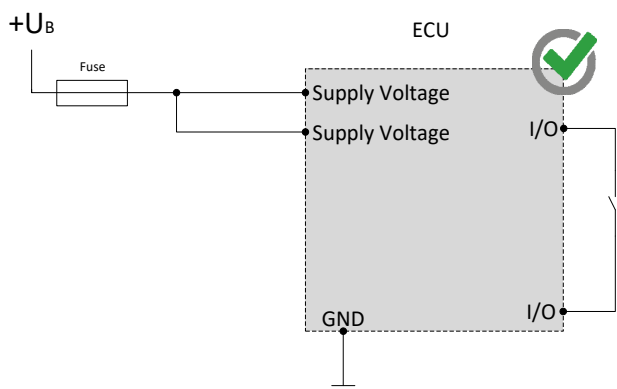 +UB
ECU
Fuse
Supply Voltage
Supply Voltage
I/O
I/O
GND